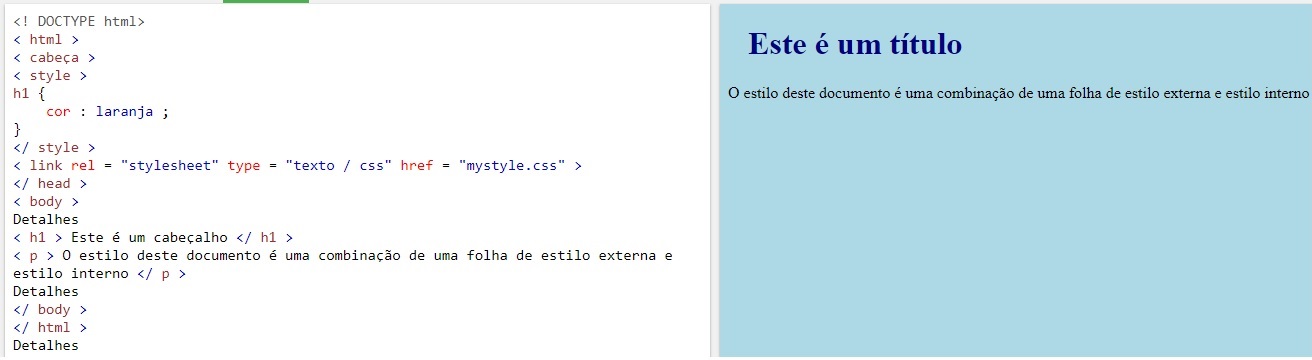 <! DOCTYPE html>
< html >
< cabeça >
< style >
h1 {
    cor : laranja ;
}
</ style >
< link rel = "stylesheet" type = "texto / css" href = "mystyle.css" >
</ head >
< body >
Detalhes
< h1 > Este é um cabeçalho </ h1 >
< p > O estilo deste documento é uma combinação de uma folha de estilo externa e
estilo interno </ p >
Detalhes
</ body >
</ html >
Detalhes
Este é um título
O estilo deste documento é uma combinação de uma folha de estilo externa e estilo interno